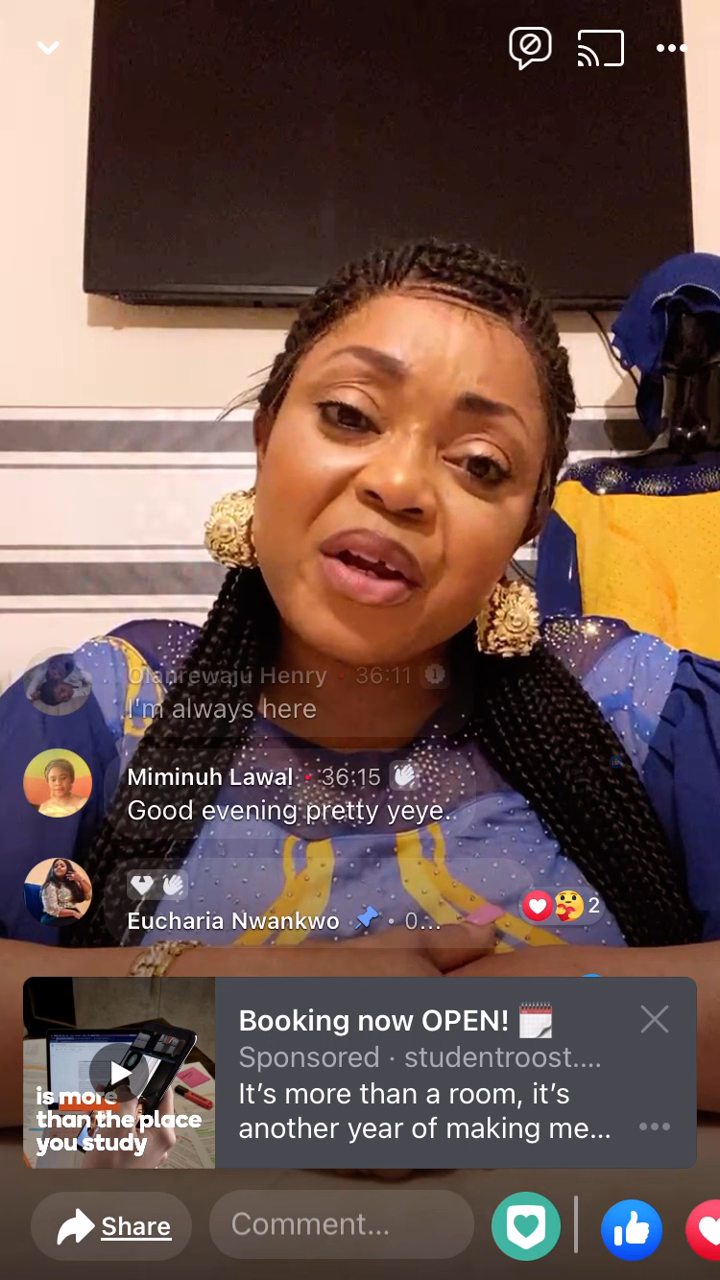 Olanrewaju Henry • 36:11
I'm always here
Miminuh Lawal • 36:15
Good evening pretty yeye.
Eucharia Nwankwo • 0...
2
Booking now OPEN!
Sponsored · studentroost....
It's more than a room, it's
another year of making me...
is more
than the place
you study
Share
Comment...